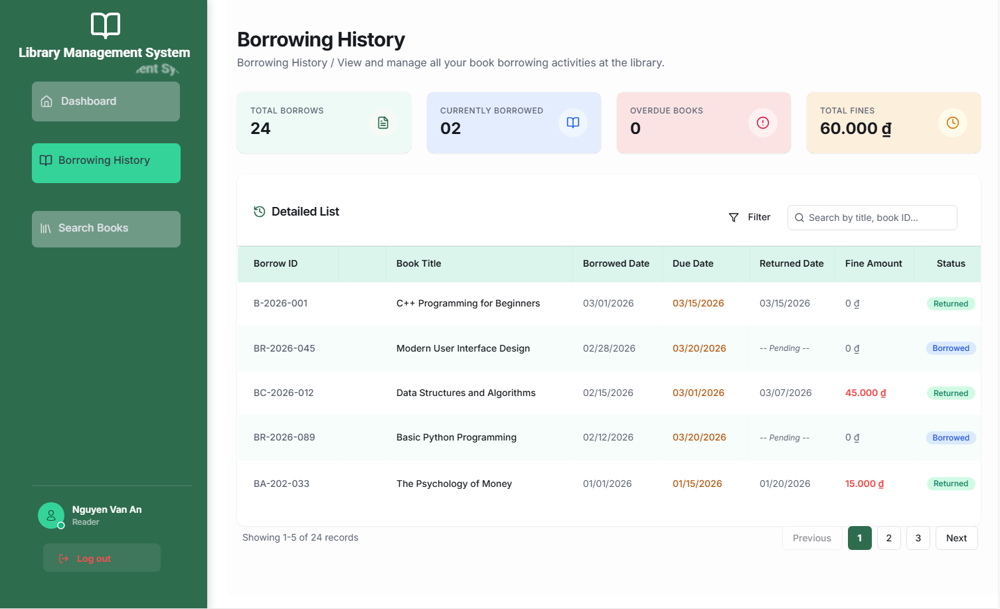 Library Management System
ent Sy
Dashboard
Borrowing History
Search Books
Nguyen Van An
Reader
Log out
Borrowing History
Borrowing History / View and manage all your book borrowing activities at the library.
TOTAL BORROWS
24
CURRENTLY BORROWED
02
OVERDUE BOOKS
0
TOTAL FINES
60.000 ₫
Detailed List
Filter
Search by title, book ID...
Borrow ID Book Title Borrowed Date Due Date Returned Date Fine Amount Status
B-2026-001 C++ Programming for Beginners 03/01/2026 03/15/2026 03/15/2026 0 ₫ Returned
BR-2026-045 Modern User Interface Design 02/28/2026 03/20/2026 -- Pending -- 0 ₫ Borrowed
BC-2026-012 Data Structures and Algorithms 02/15/2026 03/01/2026 03/07/2026 45.000 ₫ Returned
BR-2026-089 Basic Python Programming 02/12/2026 03/20/2026 -- Pending -- 0 ₫ Borrowed
BA-202-033 The Psychology of Money 01/01/2026 01/15/2026 01/20/2026 15.000 ₫ Returned
Showing 1-5 of 24 records
Previous 1 2 3 Next